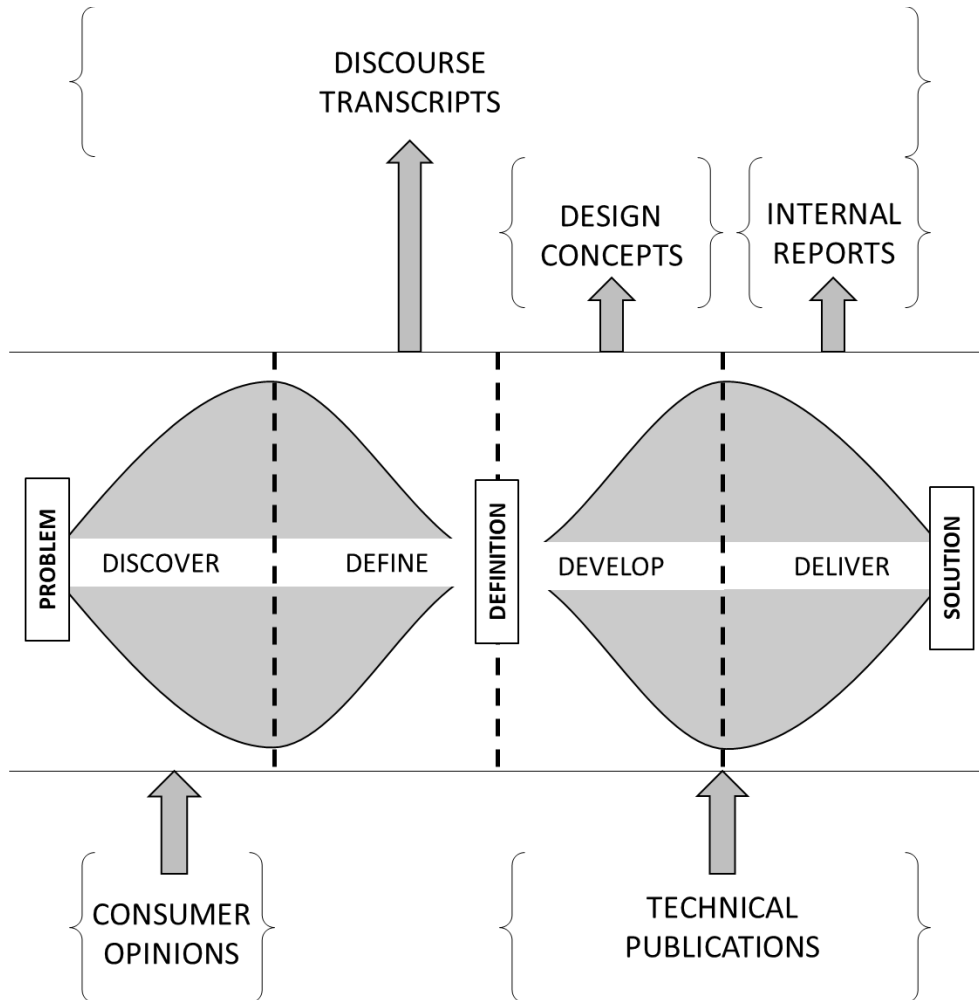 DISCOURSE
TRANSCRIPTS
DESIGN
CONCEPTS
INTERNAL
REPORTS
PROBLEM
DISCOVER
DEFINE
DEFINITION
DEVELOP
DELIVER
SOLUTION
CONSUMER
OPINIONS
TECHNICAL
PUBLICATIONS